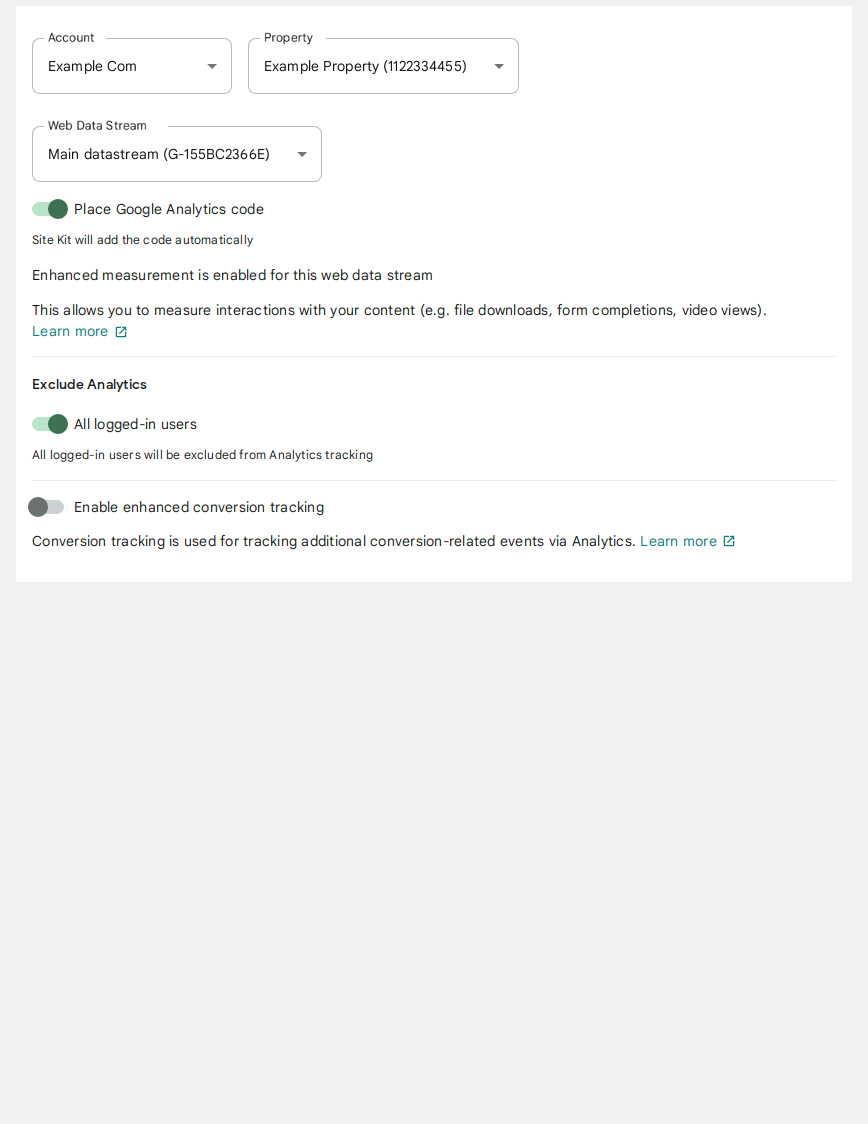 Account
Property
Example Com
Example Property (1122334455)
Web Data Stream
Main datastream (G-155BC2366E)
Place Google Analytics code
Site Kit will add the code automatically
Enhanced measurement is enabled for this web data stream
This allows you to measure interactions with your content (e.g. file downloads, form completions, video views).
Learn more
Exclude Analytics
All logged-in users
All logged-in users will be excluded from Analytics tracking
Enable enhanced conversion tracking
Conversion tracking is used for tracking additional conversion-related events via Analytics. Learn more